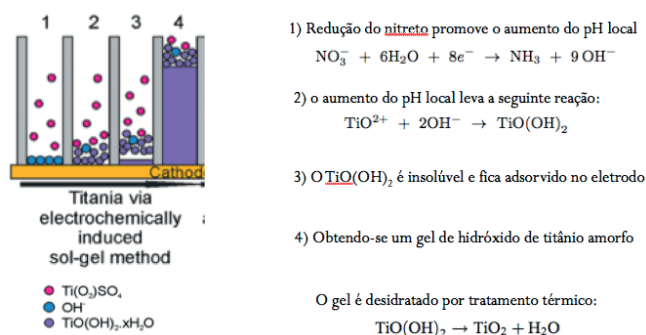 1 2 3 4
Cathod
Titania via
electrochemically
induced
sol-gel method
Ti(O₂)SO₄
OH⁻
TiO(OH)₂.xH₂O
1) Redução do nitreto promove o aumento do pH local
NO₃⁻ + 6H₂O + 8e⁻ → NH₃ + 9 OH⁻
2) o aumento do pH local leva a seguinte reação:
TiO²⁺ + 2OH⁻ → TiO(OH)₂
3) O TiO(OH)₂ é insolúvel e fica adsorvido no eletrodo
4) Obtendo-se um gel de hidróxido de titânio amorfo
O gel é desidratado por tratamento térmico:
TiO(OH)₂ → TiO₂ + H₂O